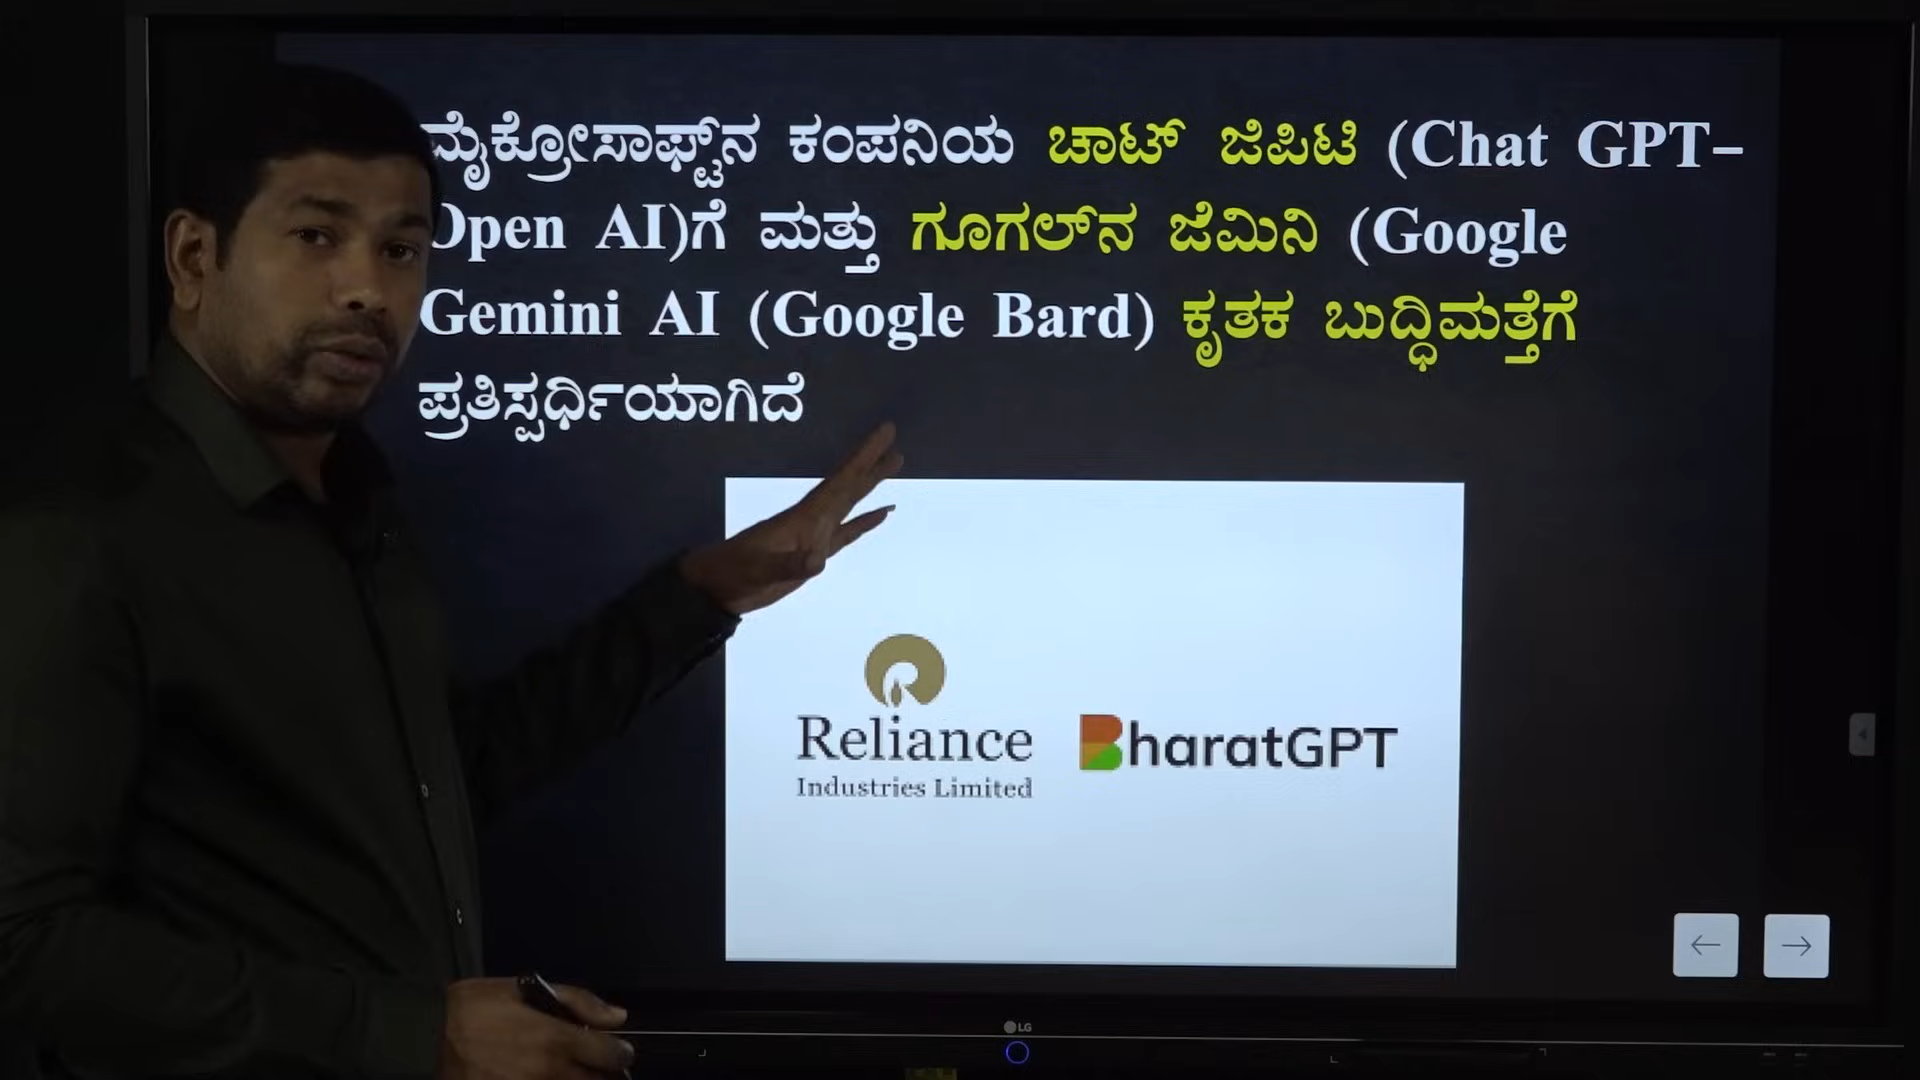 ಮೈಕ್ರೋಸಾಫ್ಟ್‌ನ ಕಂಪನಿಯ ಚಾಟ್ ಜಿಪಿಟಿ (Chat GPT–
Open AI)ಗೆ ಮತ್ತು ಗೂಗಲ್‌ನ ಜೆಮಿನಿ (Google
Gemini AI (Google Bard) ಕೃತಕ ಬುದ್ಧಿಮತ್ತೆಗೆ
ಪ್ರತಿಸ್ಪರ್ಧಿಯಾಗಿದೆ
Reliance
Industries Limited
BharatGPT
LG